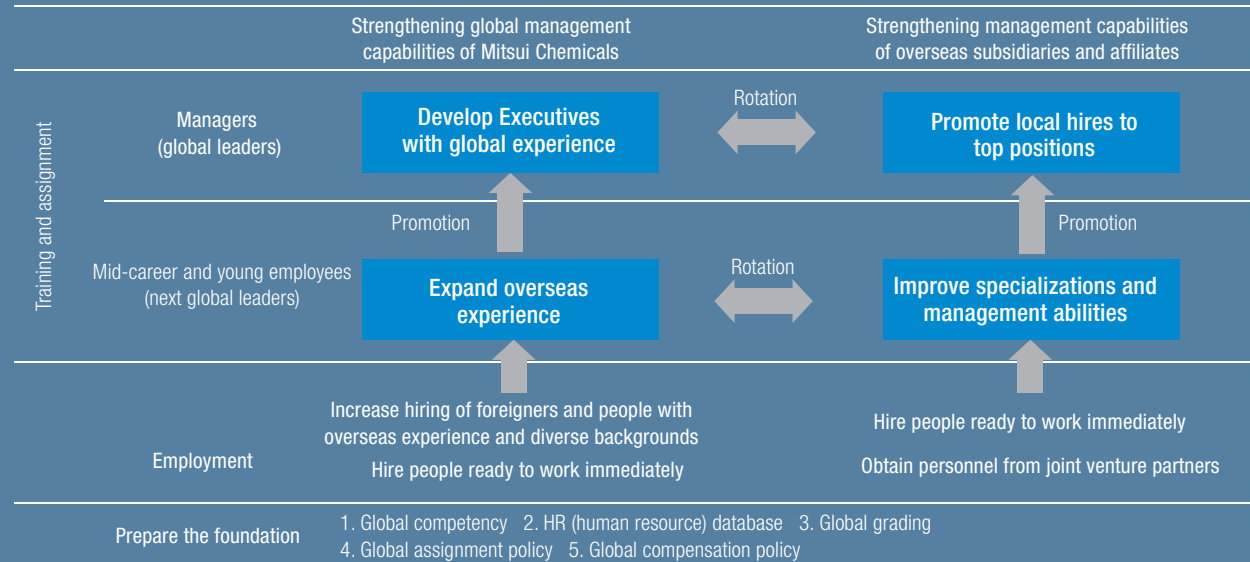 Strengthening global management
capabilities of Mitsui Chemicals
Strengthening management capabilities
of overseas subsidiaries and affiliates
Training and assignment
Managers
(global leaders)
Develop Executives
with global experience
Rotation
Promote local hires to
top positions
Promotion
Promotion
Mid-career and young employees
(next global leaders)
Expand overseas
experience
Rotation
Improve specializations and
management abilities
Employment
Increase hiring of foreigners and people with
overseas experience and diverse backgrounds
Hire people ready to work immediately
Hire people ready to work immediately
Obtain personnel from joint venture partners
Prepare the foundation
1. Global competency 2. HR (human resource) database 3. Global grading
4. Global assignment policy 5. Global compensation policy